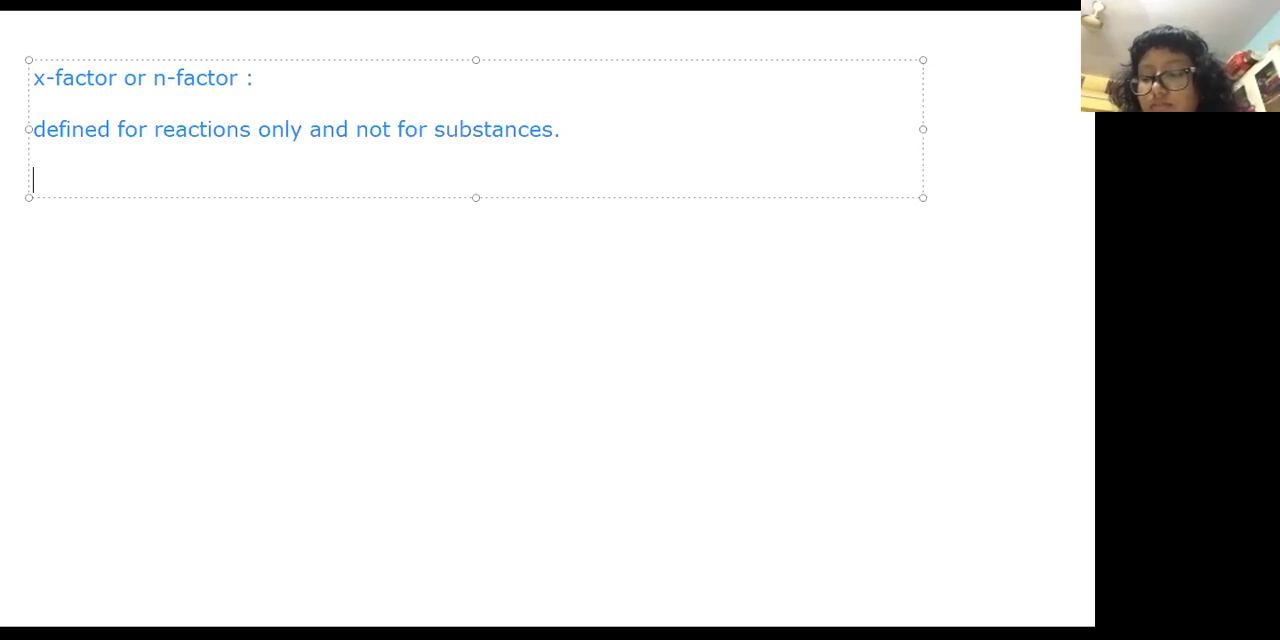 x-factor or n-factor :
defined for reactions only and not for substances.